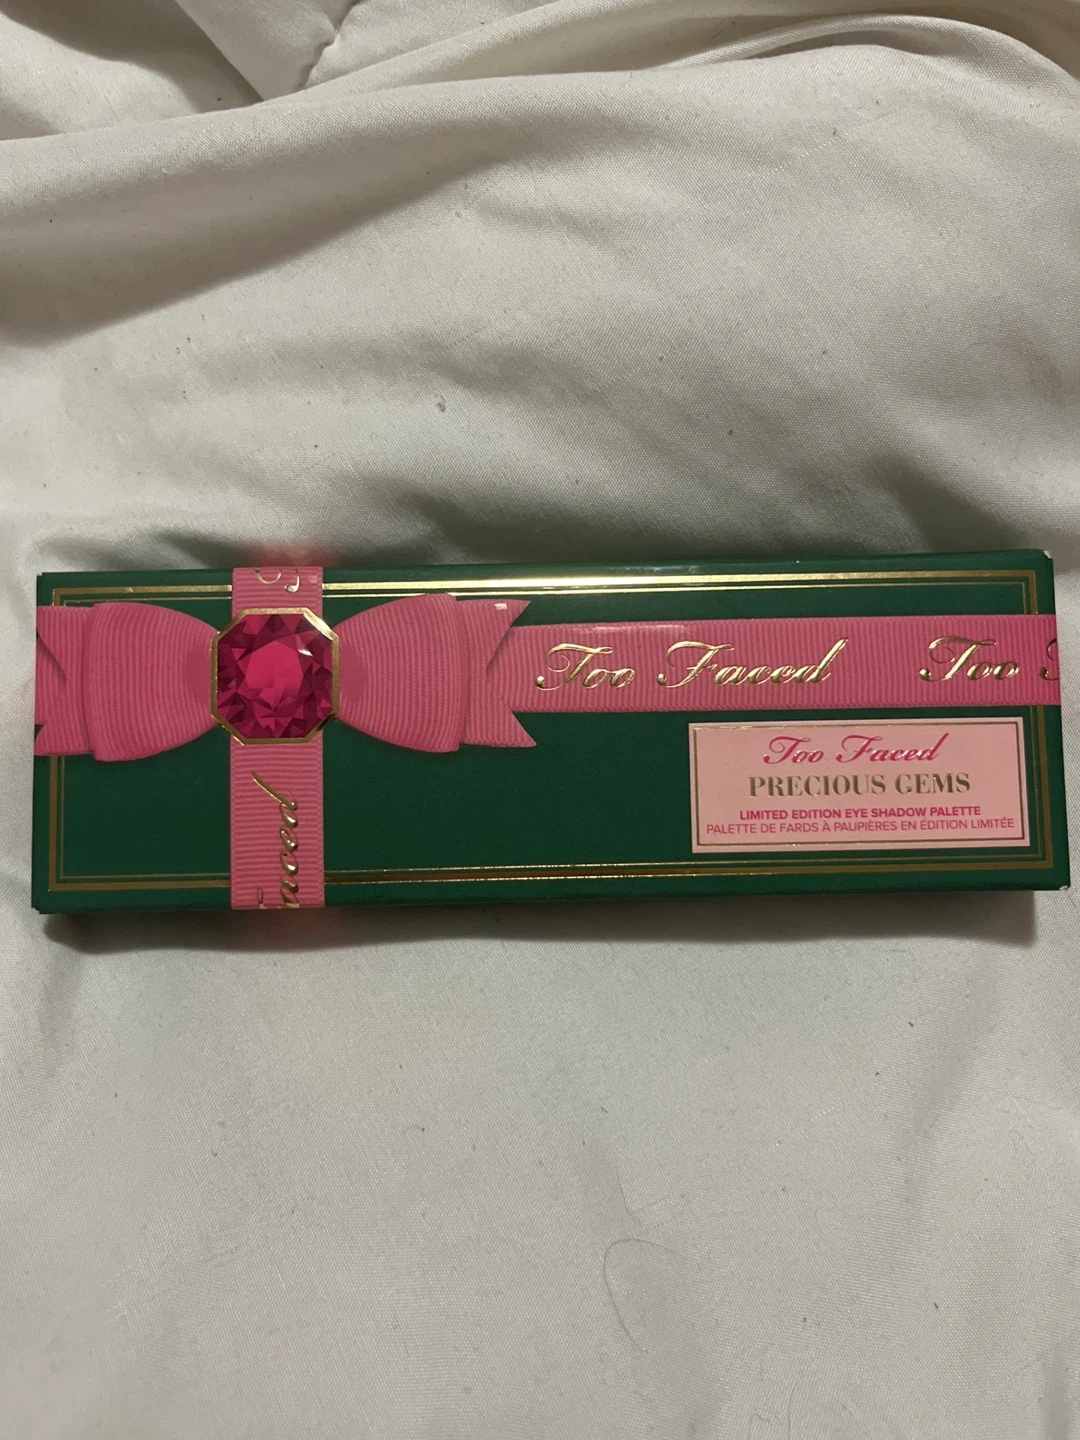 Too Faced Too
Faced
Too Faced
PRECIOUS GEMS
LIMITED EDITION EYE SHADOW PALETTE
PALETTE DE FARDS À PAUPIÈRES EN ÉDITION LIMITÉE